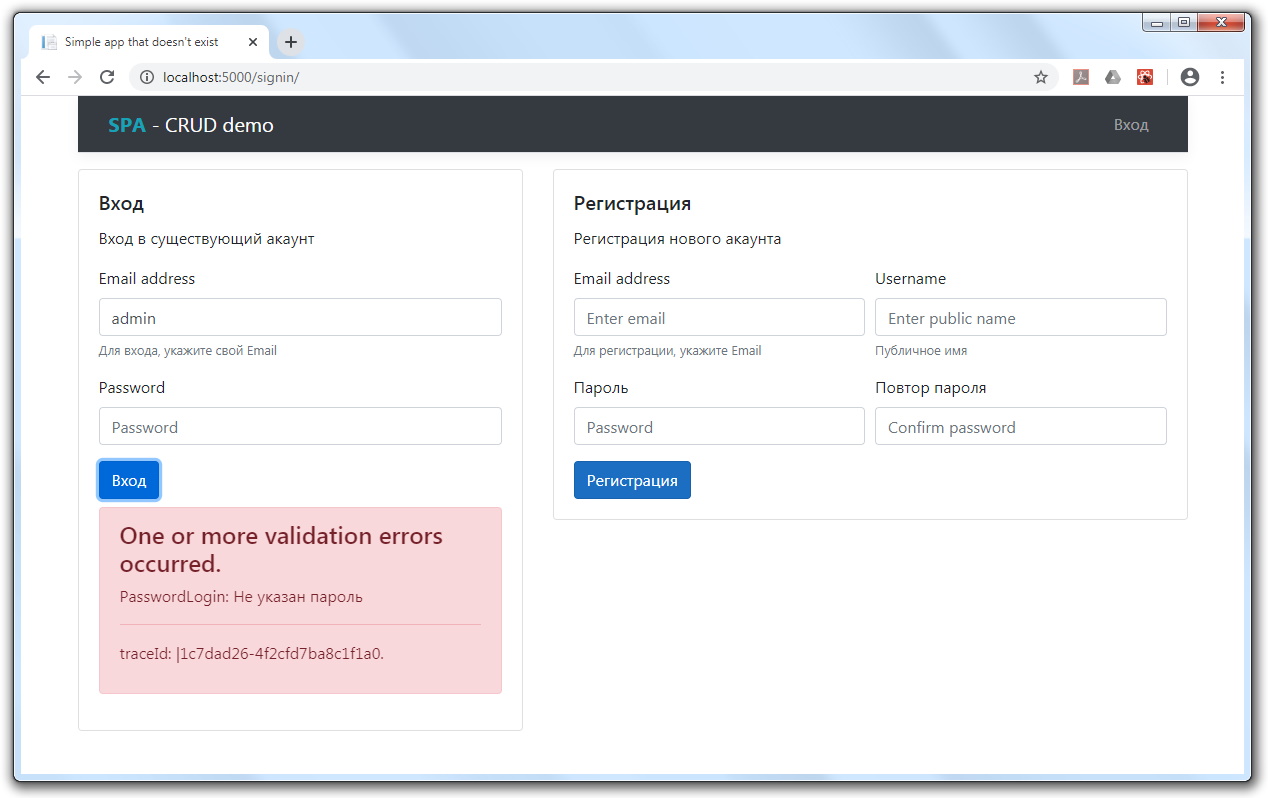 Simple app that doesn't exist
localhost:5000/signin/
SPA - CRUD demo
Вход
Вход
Вход в существующий акаунт
Email address
admin
Для входа, укажите свой Email
Password
Password
Вход
One or more validation errors
occurred.
PasswordLogin: Не указан пароль
traceId: |1c7dad26-4f2cfd7ba8c1f1a0.
Регистрация
Регистрация нового акаунта
Email address
Username
Enter email
Enter public name
Для регистрации, укажите Email
Публичное имя
Пароль
Повтор пароля
Password
Confirm password
Регистрация